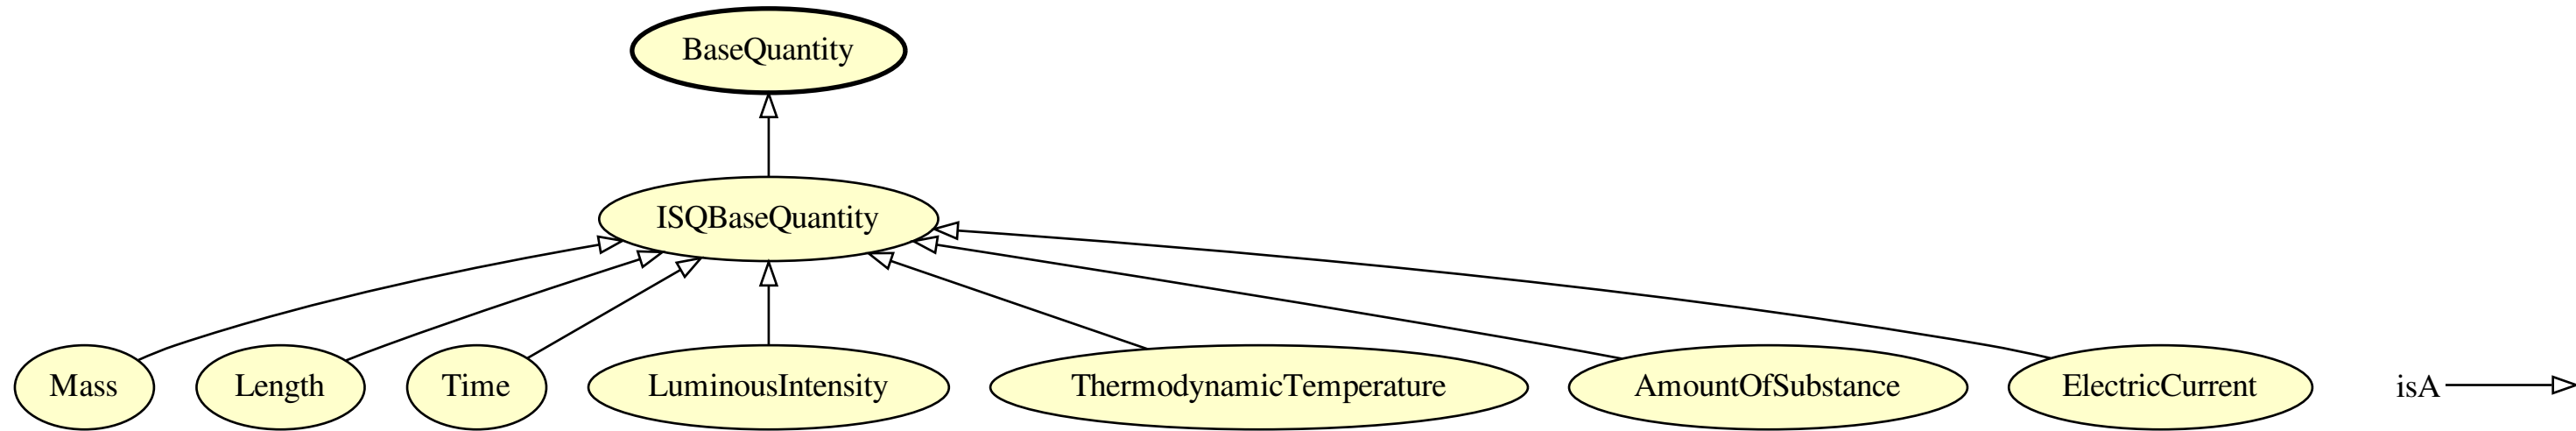 BaseQuantity
ISQBaseQuantity
Mass
Length
Time
LuminousIntensity
ThermodynamicTemperature
AmountOfSubstance
ElectricCurrent
isA